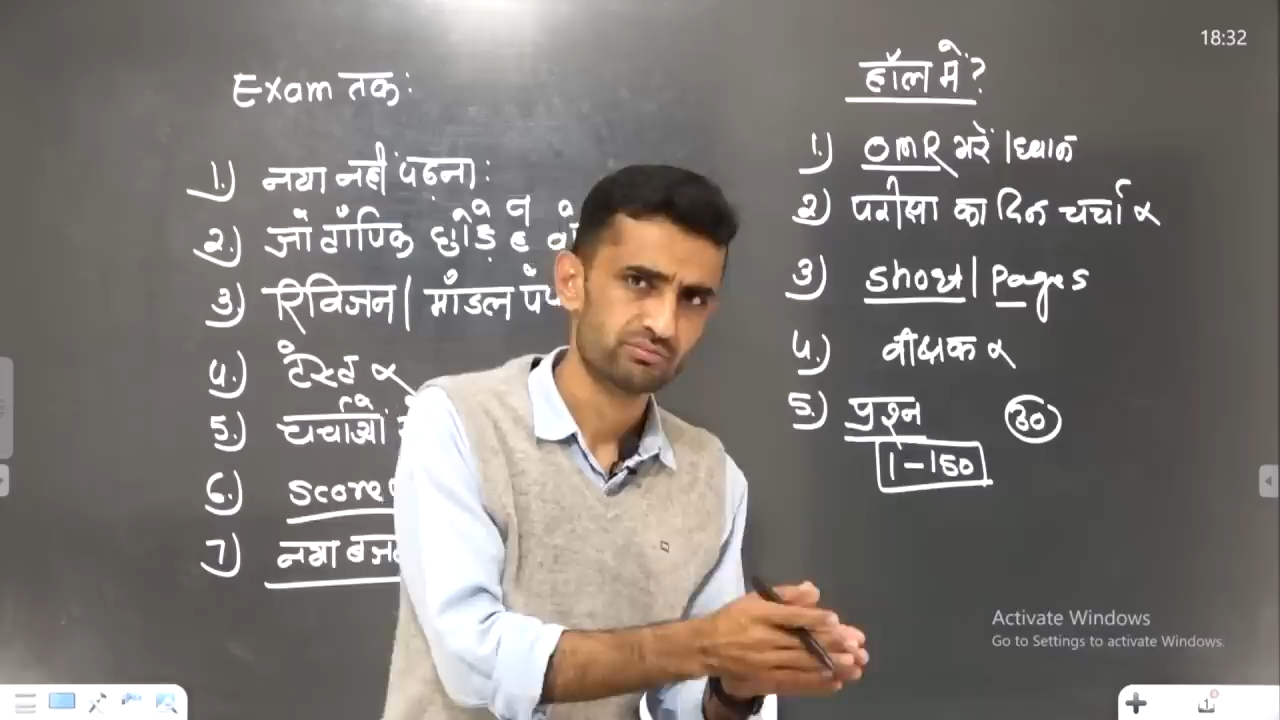 18:32
Exam तक:
1.) नया नहीं पढ़ना:
2.) जो टॉपिक छोड़े
3.) रिविजन / मॉडल पेप
4.) टेस्ट ×
5.) चर्चाओं
6.) Score
7) नया बज
हॉल में?
1.) OMR भरें | ध्यान
2) परीक्षा का दिन चर्चा ×
3) Short | Pages
4.) वीक्षक ×
5.) प्रश्न 30
1-150
Activate Windows
Go to Settings to activate Windows.